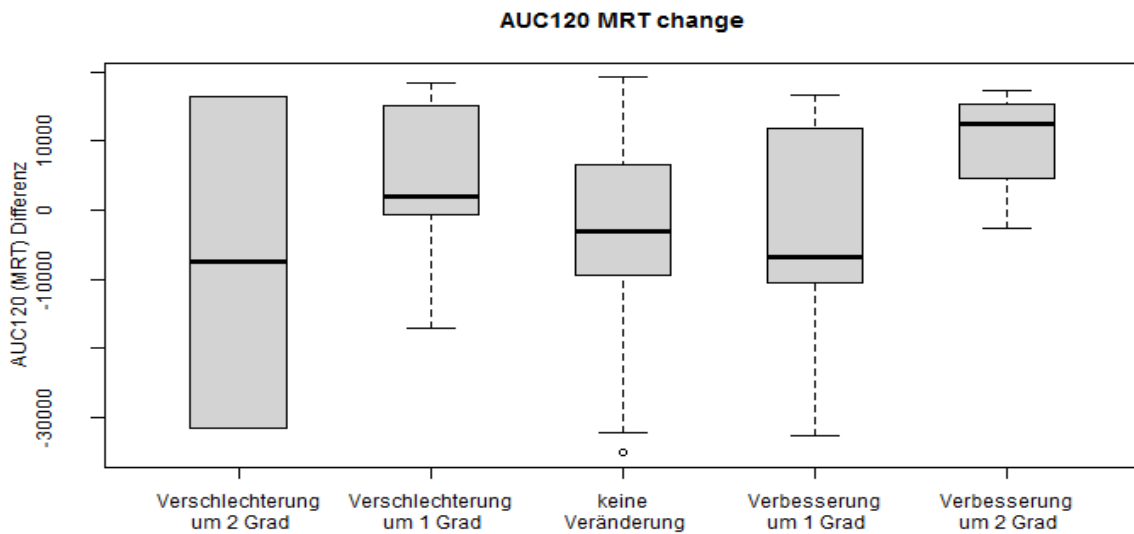 AUC120 MRT change
AUC120 (MRT) Differenz
10000
0
-10000
-30000
Verschlechterung
um 2 Grad
Verschlechterung
um 1 Grad
keine
Veränderung
Verbesserung
um 1 Grad
Verbesserung
um 2 Grad